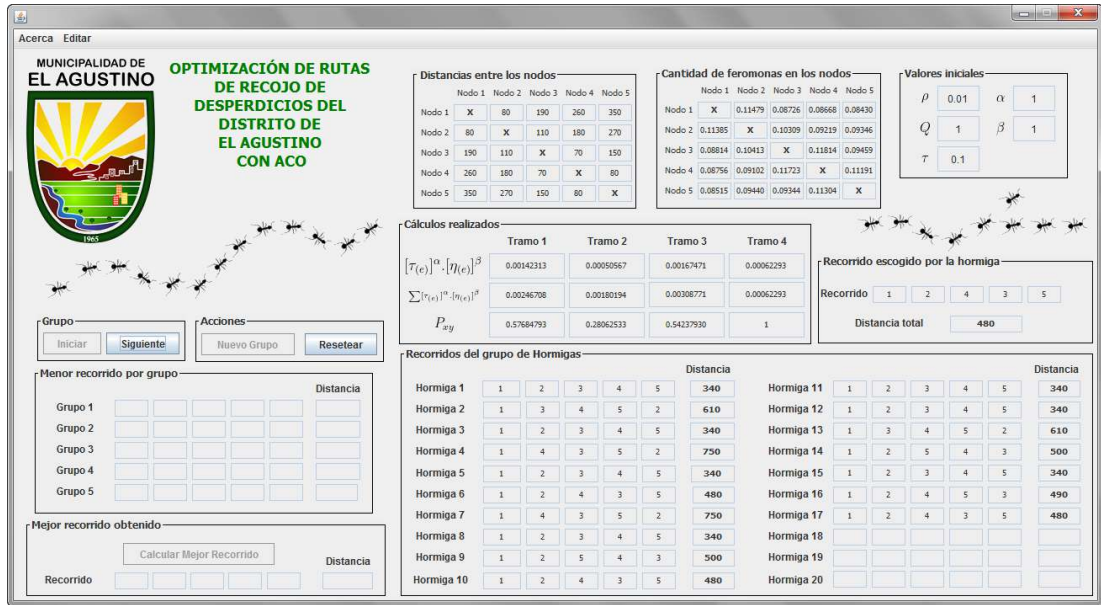 Acerca Editar
MUNICIPALIDAD DE
EL AGUSTINO
1965
OPTIMIZACIÓN DE RUTAS
DE RECOJO DE
DESPERDICIOS DEL
DISTRITO DE
EL AGUSTINO
CON ACO
Distancias entre los nodos
Nodo 1 Nodo 2 Nodo 3 Nodo 4 Nodo 5
Nodo 1 X 80 190 260 350
Nodo 2 80 X 110 180 270
Nodo 3 190 110 X 70 150
Nodo 4 260 180 70 X 80
Nodo 5 350 270 150 80 X
Cantidad de feromonas en los nodos
Nodo 1 Nodo 2 Nodo 3 Nodo 4 Nodo 5
Nodo 1 X 0.11479 0.08726 0.08668 0.08430
Nodo 2 0.11385 X 0.10309 0.09219 0.09346
Nodo 3 0.08814 0.10413 X 0.11814 0.09459
Nodo 4 0.08756 0.09102 0.11723 X 0.11191
Nodo 5 0.08515 0.09440 0.09344 0.11304 X
Valores iniciales
ρ 0.01 α 1
Q 1 β 1
τ 0.1
Cálculos realizados
Tramo 1 Tramo 2 Tramo 3 Tramo 4
[τ(e)]^α.[η(e)]^β 0.00142313 0.00050567 0.00167471 0.00062293
∑[τ(e)]^α.[η(e)]^β 0.00246708 0.00180194 0.00308771 0.00062293
Pxy 0.57684793 0.28062533 0.54237930 1
Recorrido escogido por la hormiga
Recorrido 1 2 4 3 5
Distancia total 480
Grupo
Iniciar Siguiente
Acciones
Nuevo Grupo Resetear
Menor recorrido por grupo
Distancia
Grupo 1
Grupo 2
Grupo 3
Grupo 4
Grupo 5
Mejor recorrido obtenido
Calcular Mejor Recorrido
Distancia
Recorrido
Recorridos del grupo de Hormigas
Distancia
Hormiga 1 1 2 3 4 5 340
Hormiga 2 1 3 4 5 2 610
Hormiga 3 1 2 3 4 5 340
Hormiga 4 1 4 3 5 2 750
Hormiga 5 1 2 3 4 5 340
Hormiga 6 1 2 4 3 5 480
Hormiga 7 1 4 3 5 2 750
Hormiga 8 1 2 3 4 5 340
Hormiga 9 1 2 5 4 3 500
Hormiga 10 1 2 4 3 5 480
Distancia
Hormiga 11 1 2 3 4 5 340
Hormiga 12 1 2 3 4 5 340
Hormiga 13 1 3 4 5 2 610
Hormiga 14 1 2 5 4 3 500
Hormiga 15 1 2 3 4 5 340
Hormiga 16 1 2 4 5 3 490
Hormiga 17 1 2 4 3 5 480
Hormiga 18
Hormiga 19
Hormiga 20